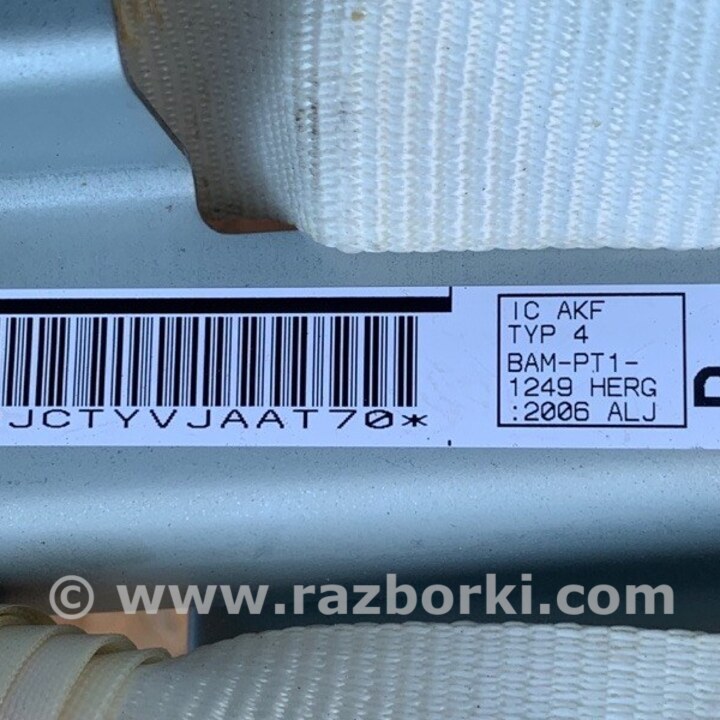 IC AKF
TYP 4
BAM-PT1-
1249 HERG
:2006 ALJ
JCTYVJAAT70*
© www.razborki.com